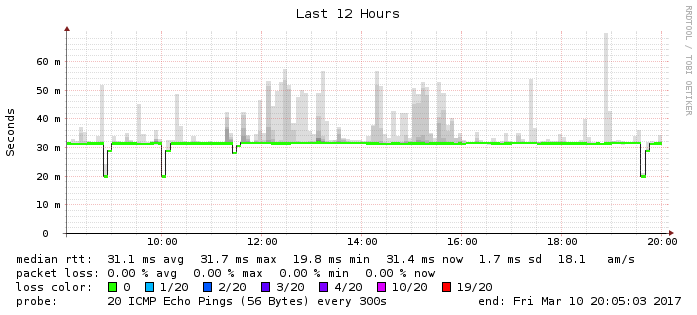 Last 12 Hours
RRDTOOL / TOBI OETIKER
Seconds
60 m
50 m
40 m
30 m
20 m
10 m
0
10:00 12:00 14:00 16:00 18:00 20:00
median rtt: 31.1 ms avg 31.7 ms max 19.8 ms min 31.4 ms now 1.7 ms sd 18.1 am/s
packet loss: 0.00 % avg 0.00 % max 0.00 % min 0.00 % now
loss color: 0 1/20 2/20 3/20 4/20 10/20 19/20
probe: 20 ICMP Echo Pings (56 Bytes) every 300s end: Fri Mar 10 20:05:03 2017